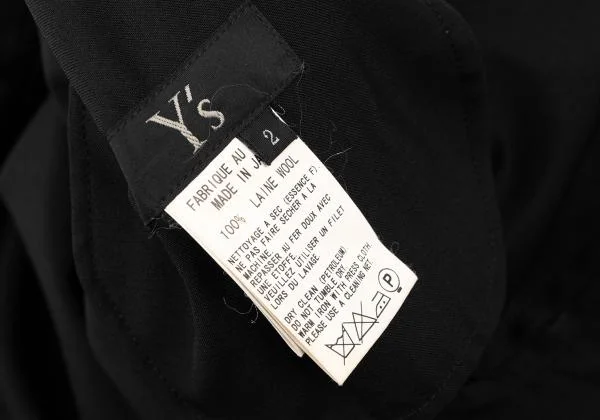 Y's
2
FABRIQUE AU
MADE IN JA
100% LAINE WOOL
NETTOYAGE A SEC (ESSENCE F)
NE PAS FAIRE SECHER A LA
MACHINE
REPASSER AU FER DOUX AVEC
UNE ETOFFE
VEUILLEZ UTILISER UN FILET
LORS DU LAVAGE
DRY CLEAN (PETROLEUM)
DO NOT TUMBLE DRY
WARM IRON WITH PRESS CLOTH
PLEASE USE A CLEANING NET.
P